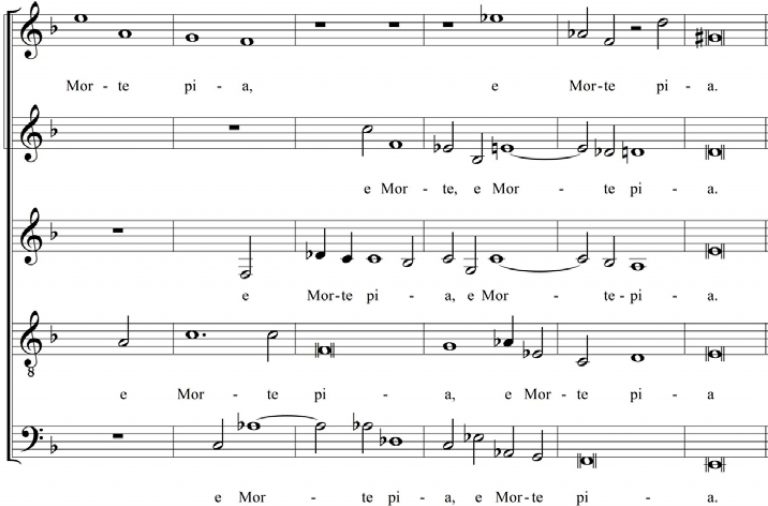 Mor - te pi - a, e Mor-te pi - a.
e Mor - te, e Mor - te pi - a.
e Mor-te pi - a, e Mor - te - pi - a.
8
e Mor - te pi - a, e Mor - te pi - a
e Mor - te pi - a, e Mor-te pi - a.